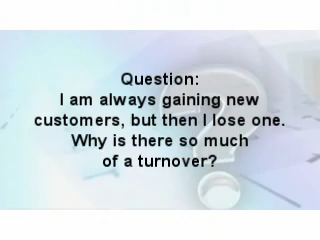 Question:
I am always gaining new
customers, but then I lose one.
Why is there so much
of a turnover?